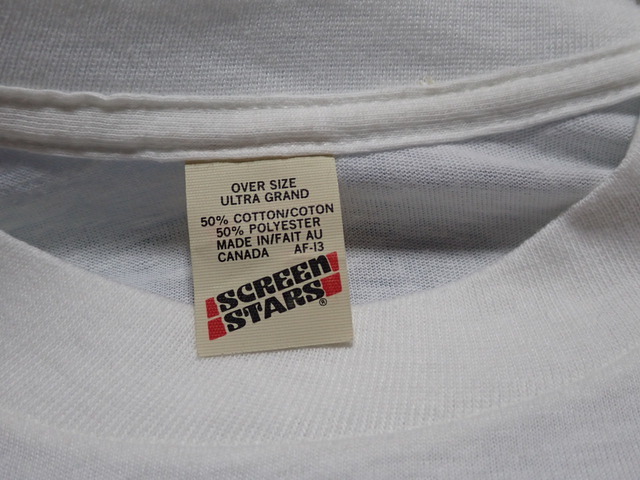 OVER SIZE
ULTRA GRAND
50% COTTON/COTON
50% POLYESTER
MADE IN/FAIT AU
CANADA AF-13
SCREEN
STARS®